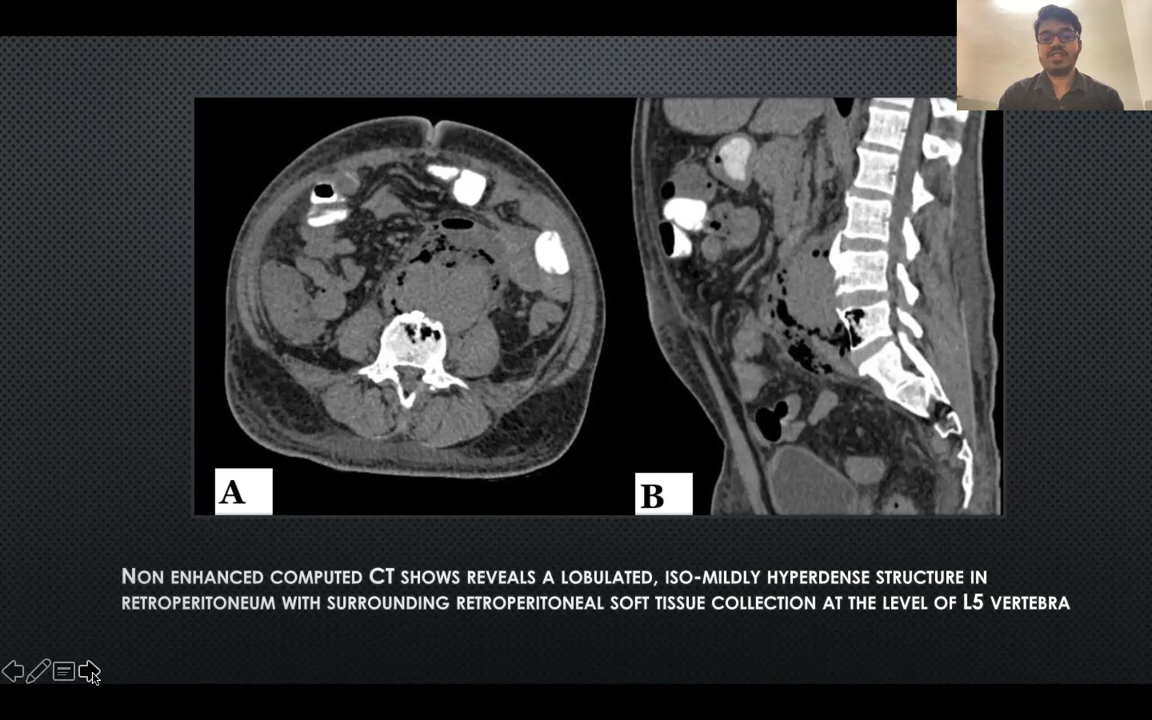 A
B
NON ENHANCED COMPUTED CT SHOWS REVEALS A LOBULATED, ISO-MILDLY HYPERDENSE STRUCTURE IN
RETROPERITONEUM WITH SURROUNDING RETROPERITONEAL SOFT TISSUE COLLECTION AT THE LEVEL OF L5 VERTEBRA